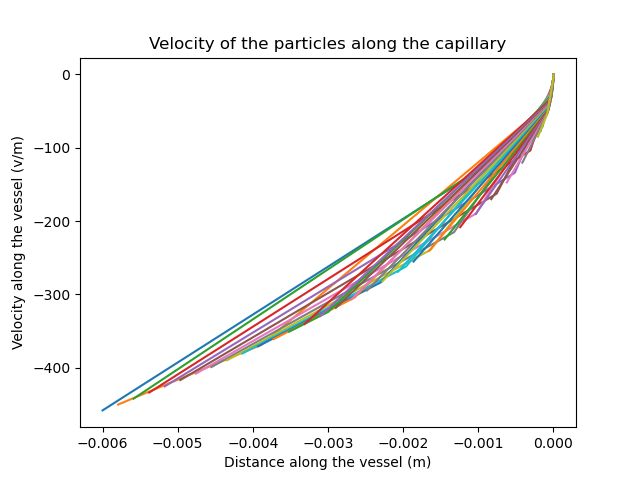 Velocity of the particles along the capillary
Velocity along the vessel (v/m)
0
−100
−200
−300
−400
−0.006 −0.005 −0.004 −0.003 −0.002 −0.001 0.000
Distance along the vessel (m)